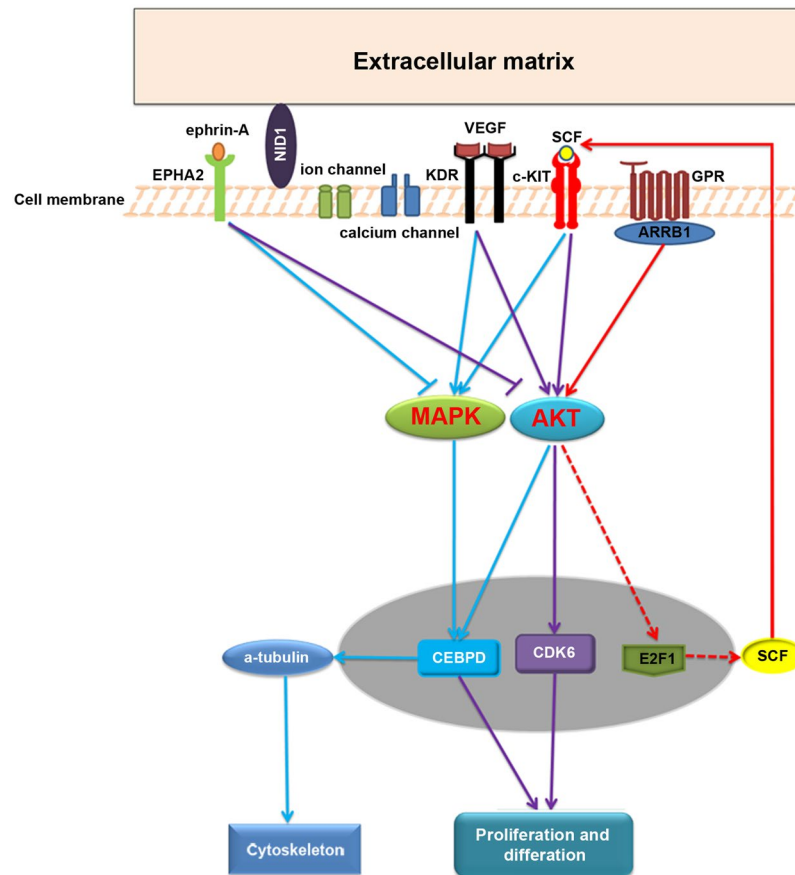 Extracellular matrix
ephrin-A
NID1
VEGF
SCF
EPHA2
ion channel
KDR
c-KIT
GPR
Cell membrane
calcium channel
ARRB1
MAPK
AKT
a-tubulin
CEBPD
CDK6
E2F1
SCF
Cytoskeleton
Proliferation and
differation